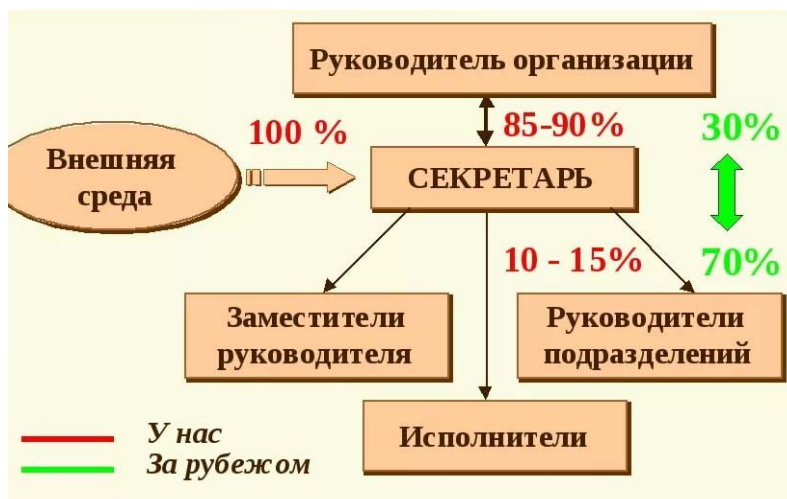 Руководитель организации
100 %
85-90%
30%
Внешняя
среда
СЕКРЕТАРЬ
10 - 15%
70%
Заместители
руководителя
Руководители
подразделений
Исполнители
У нас
За рубежом